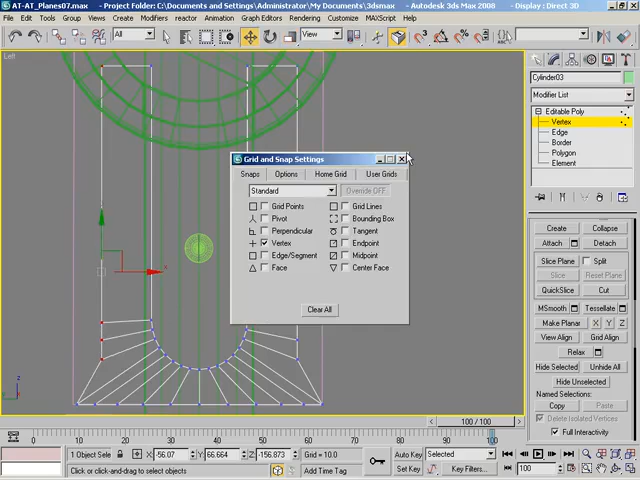 AT-AT_Planes07.max - Project Folder: C:\Documents and Settings\Administrator\My Documents\3dsmax - Autodesk 3ds Max 2008 - Display : Direct 3D
File Edit Tools Group Views Create Modifiers reactor Animation Graph Editors Rendering Customize MAXScript Help
All
View
Left
Cylinder03
Modifier List
Editable Poly
Vertex
Edge
Border
Polygon
Element
Grid and Snap Settings
Snaps Options Home Grid User Grids
Standard Override OFF
Grid Points Grid Lines
Pivot Bounding Box
Perpendicular Tangent
Vertex Endpoint
Edge/Segment Midpoint
Face Center Face
Clear All
x
Create Collapse
Attach Detach
Slice Plane Split
Slice Reset Plane
QuickSlice Cut
MSmooth Tessellate
Make Planar X Y Z
View Align Grid Align
Relax
Hide Selected Unhide All
Hide Unselected
Named Selections:
Copy Paste
Delete Isolated Vertices
Full Interactivity
100 / 100
0 10 20 30 40 50 60 70 80 90 100
1 Object Sele X: -56.07 Y: 66.664 Z: -156.873 Grid = 10.0 Auto Key Selected
Click or click-and-drag to select objects Add Time Tag Set Key Key Filters... 100